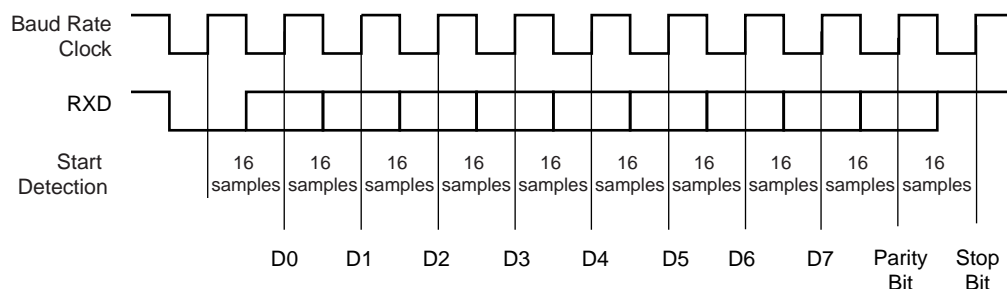 Baud Rate
Clock
RXD
Start
Detection
16 16 16 16 16 16 16 16 16 16
samples samples samples samples samples samples samples samples samples samples
D0 D1 D2 D3 D4 D5 D6 D7 Parity Stop
Bit Bit